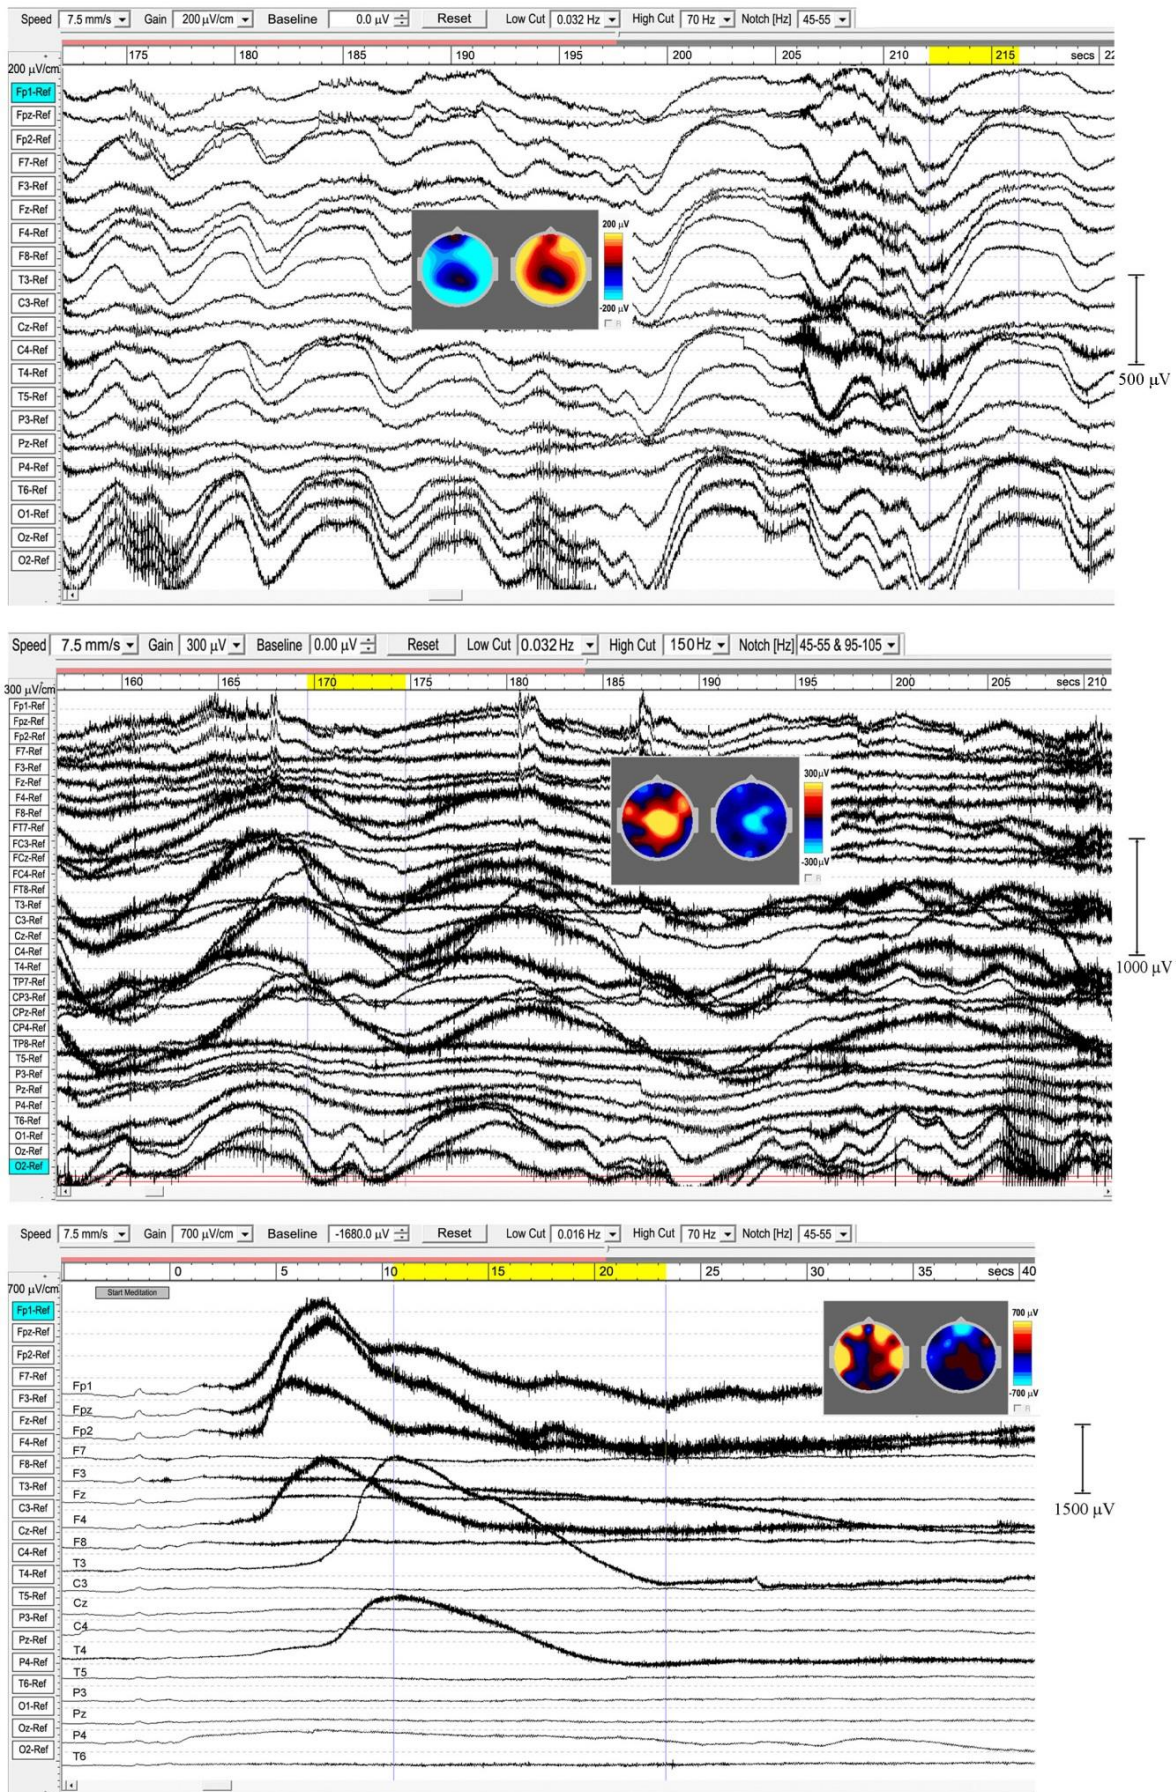 Speed 7.5 mm/s Gain 200 µV/cm Baseline 0.0 µV Reset Low Cut 0.032 Hz High Cut 70 Hz Notch [Hz] 45-55
175 180 185 190 195 200 205 210 215 secs 22
200 µV/cm
Fp1-Ref
Fpz-Ref
Fp2-Ref
F7-Ref
F3-Ref
Fz-Ref
F4-Ref
F8-Ref
T3-Ref
C3-Ref
Cz-Ref
C4-Ref
T4-Ref
T5-Ref
P3-Ref
Pz-Ref
P4-Ref
T6-Ref
O1-Ref
Oz-Ref
O2-Ref
200 µV
-200 µV
500 µV
Speed 7.5 mm/s Gain 300 µV Baseline 0.00 µV Reset Low Cut 0.032 Hz High Cut 150 Hz Notch [Hz] 45-55 & 95-105
160 165 170 175 180 185 190 195 200 205 secs 210
300 µV/cm
Fp1-Ref
Fpz-Ref
Fp2-Ref
F7-Ref
F3-Ref
Fz-Ref
F4-Ref
F8-Ref
FT7-Ref
FC3-Ref
FCz-Ref
FC4-Ref
FT8-Ref
T3-Ref
C3-Ref
Cz-Ref
C4-Ref
T4-Ref
TP7-Ref
CP3-Ref
CPz-Ref
CP4-Ref
TP8-Ref
T5-Ref
P3-Ref
Pz-Ref
P4-Ref
T6-Ref
O1-Ref
Oz-Ref
O2-Ref
300 µV
-300 µV
1000 µV
Speed 7.5 mm/s Gain 700 µV/cm Baseline -1680.0 µV Reset Low Cut 0.016 Hz High Cut 70 Hz Notch [Hz] 45-55
0 5 10 15 20 25 30 35 secs 40
700 µV/cm
Start Meditation
Fp1-Ref
Fpz-Ref
Fp2-Ref
F7-Ref
F3-Ref
Fz-Ref
F4-Ref
F8-Ref
T3-Ref
C3-Ref
Cz-Ref
C4-Ref
T4-Ref
T5-Ref
P3-Ref
Pz-Ref
P4-Ref
T6-Ref
O1-Ref
Oz-Ref
O2-Ref
Fp1
Fpz
Fp2
F7
F3
Fz
F4
F8
T3
C3
Cz
C4
T4
T5
P3
Pz
P4
T6
700 µV
-700 µV
1500 µV